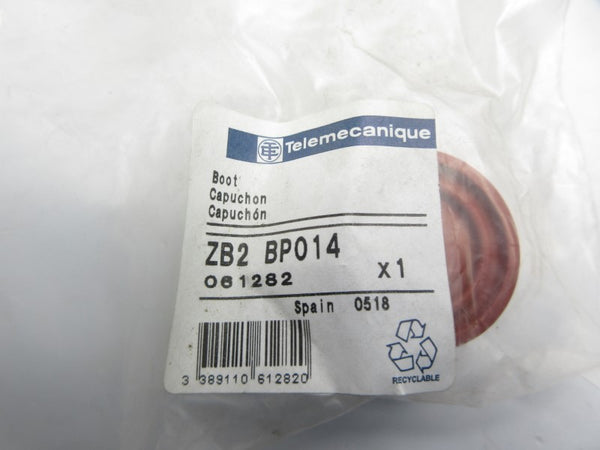 Telemecanique
Boot
Capuchon
Capuchón
ZB2 BP014
061282 x1
Spain 0518
3 389110 612820
RECYCLABLE